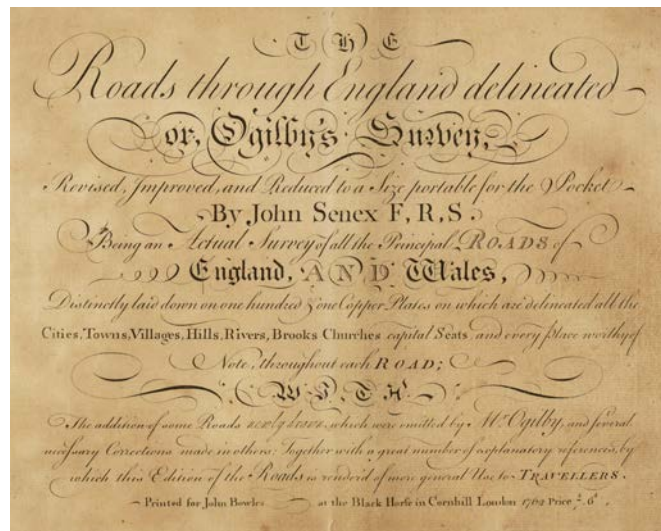 THE
Roads through England delineated
or, Ogilby's Survey,
Revised, Improved, and Reduced to a Size portable for the Pocket
By John Senex F,R,S.
Being an Actual Survey of all the Principal ROADS of
England, AND Wales,
Distinctly laid down on one hundred & one Copper Plates on which are delineated all the
Cities, Towns, Villages, Hills, Rivers, Brooks Churches capital Seats and every place worthy of
Note, throughout each ROAD;
WITH
The addition of some Roads newly drawn, which were omitted by Mr Ogilby, and several
necessary Corrections made in others: Together with a great number of explanatory references, by
which this Edition of the Roads is render'd of more general Use to TRAVELLERS.
Printed for John Bowles at the Black Horse in Cornhill London Price